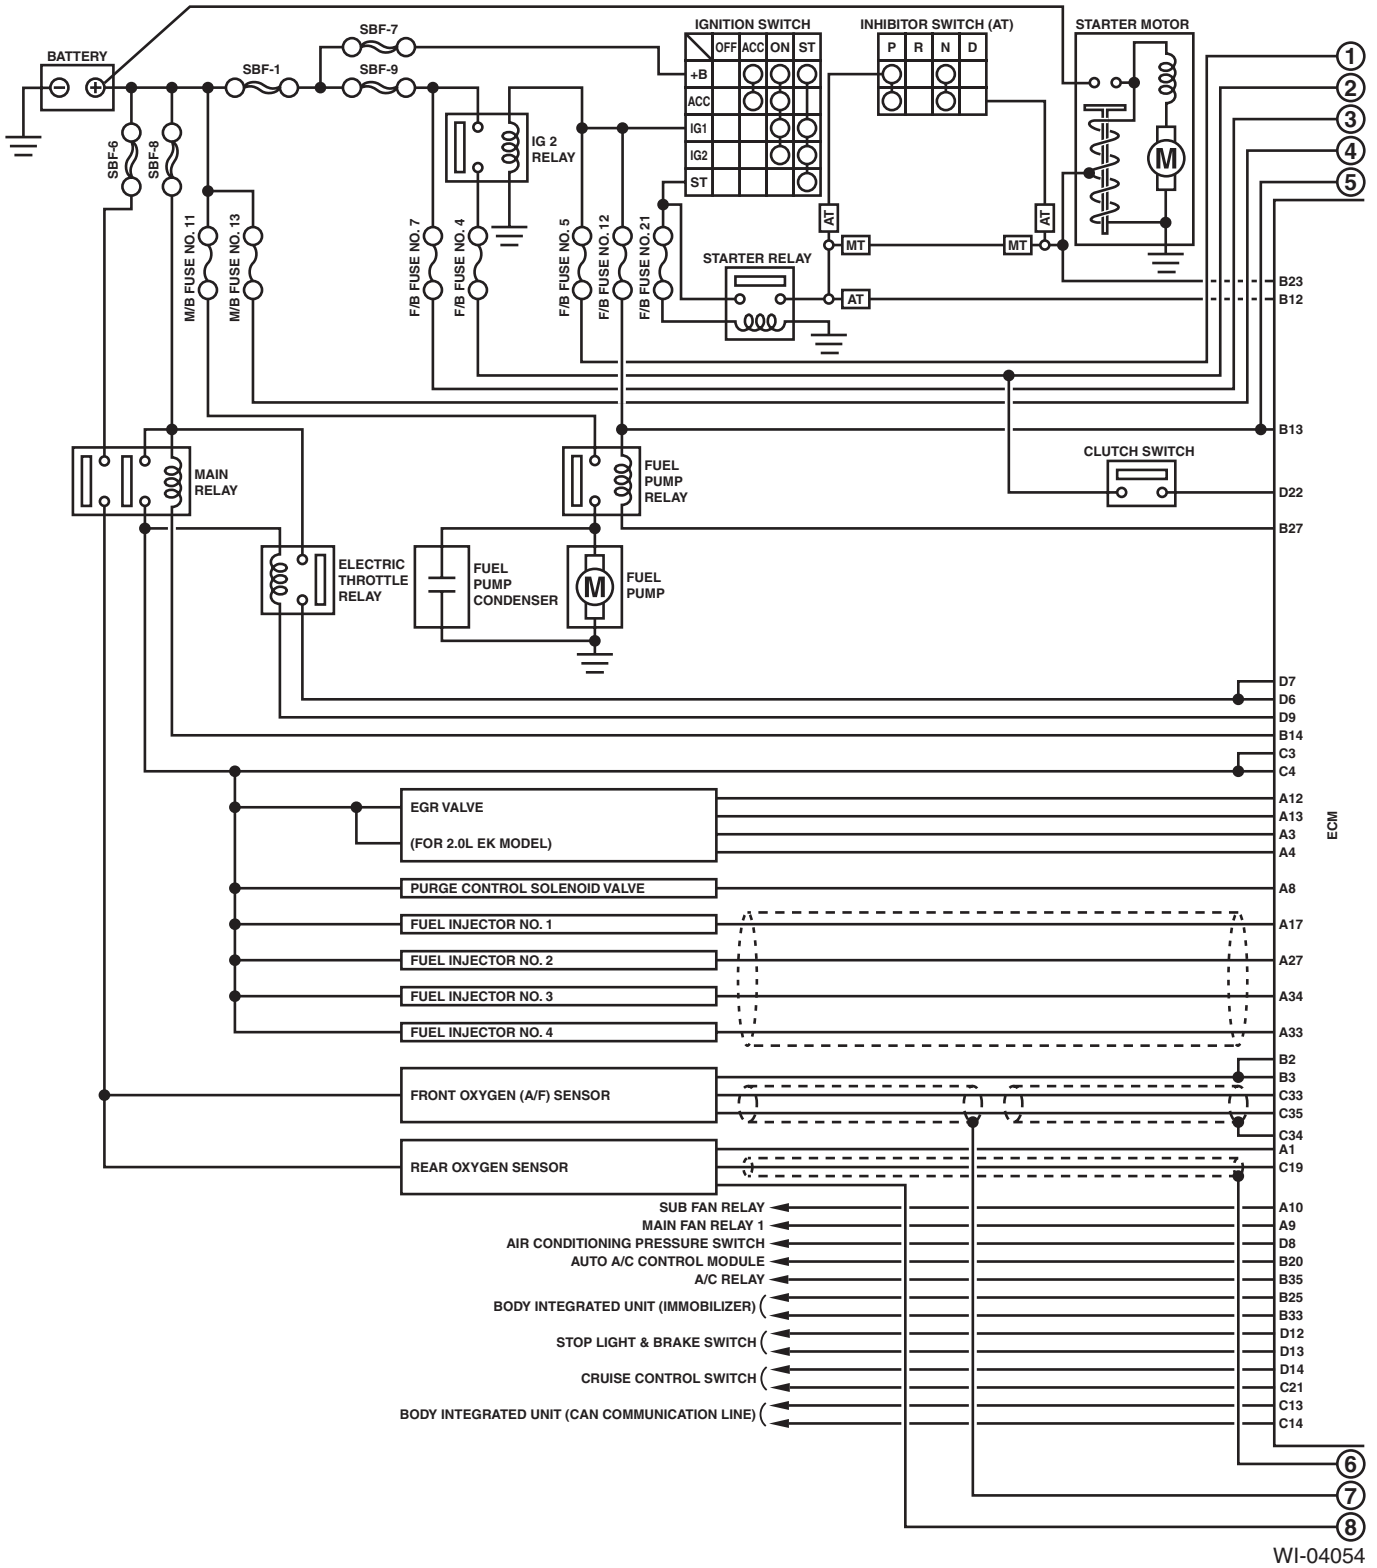 SBF-7
IGNITION SWITCH
INHIBITOR SWITCH (AT)
STARTER MOTOR
BATTERY
SBF-1
SBF-9
OFF ACC ON ST
P R N D
+B
ACC
IG1
IG2
ST
1
2
3
4
5
SBF-6
SBF-8
IG 2
RELAY
M
M/B FUSE NO. 11
M/B FUSE NO. 13
F/B FUSE NO. 7
F/B FUSE NO. 4
F/B FUSE NO. 5
F/B FUSE NO. 12
F/B FUSE NO. 21
AT
AT
MT
MT
STARTER RELAY
AT
B23
B12
B13
CLUTCH SWITCH
MAIN
RELAY
FUEL
PUMP
RELAY
D22
B27
ELECTRIC
THROTTLE
RELAY
FUEL
PUMP
CONDENSER
M
FUEL
PUMP
D7
D6
D9
B14
C3
C4
EGR VALVE
(FOR 2.0L EK MODEL)
A12
A13
A3
A4
ECM
PURGE CONTROL SOLENOID VALVE
A8
FUEL INJECTOR NO. 1
A17
FUEL INJECTOR NO. 2
A27
FUEL INJECTOR NO. 3
A34
FUEL INJECTOR NO. 4
A33
B2
B3
FRONT OXYGEN (A/F) SENSOR
C33
C35
C34
A1
REAR OXYGEN SENSOR
C19
SUB FAN RELAY
A10
MAIN FAN RELAY 1
A9
AIR CONDITIONING PRESSURE SWITCH
D8
AUTO A/C CONTROL MODULE
B20
A/C RELAY
B35
BODY INTEGRATED UNIT (IMMOBILIZER)
B25
B33
STOP LIGHT & BRAKE SWITCH
D12
D13
CRUISE CONTROL SWITCH
D14
C21
BODY INTEGRATED UNIT (CAN COMMUNICATION LINE)
C13
C14
6
7
8
WI-04054